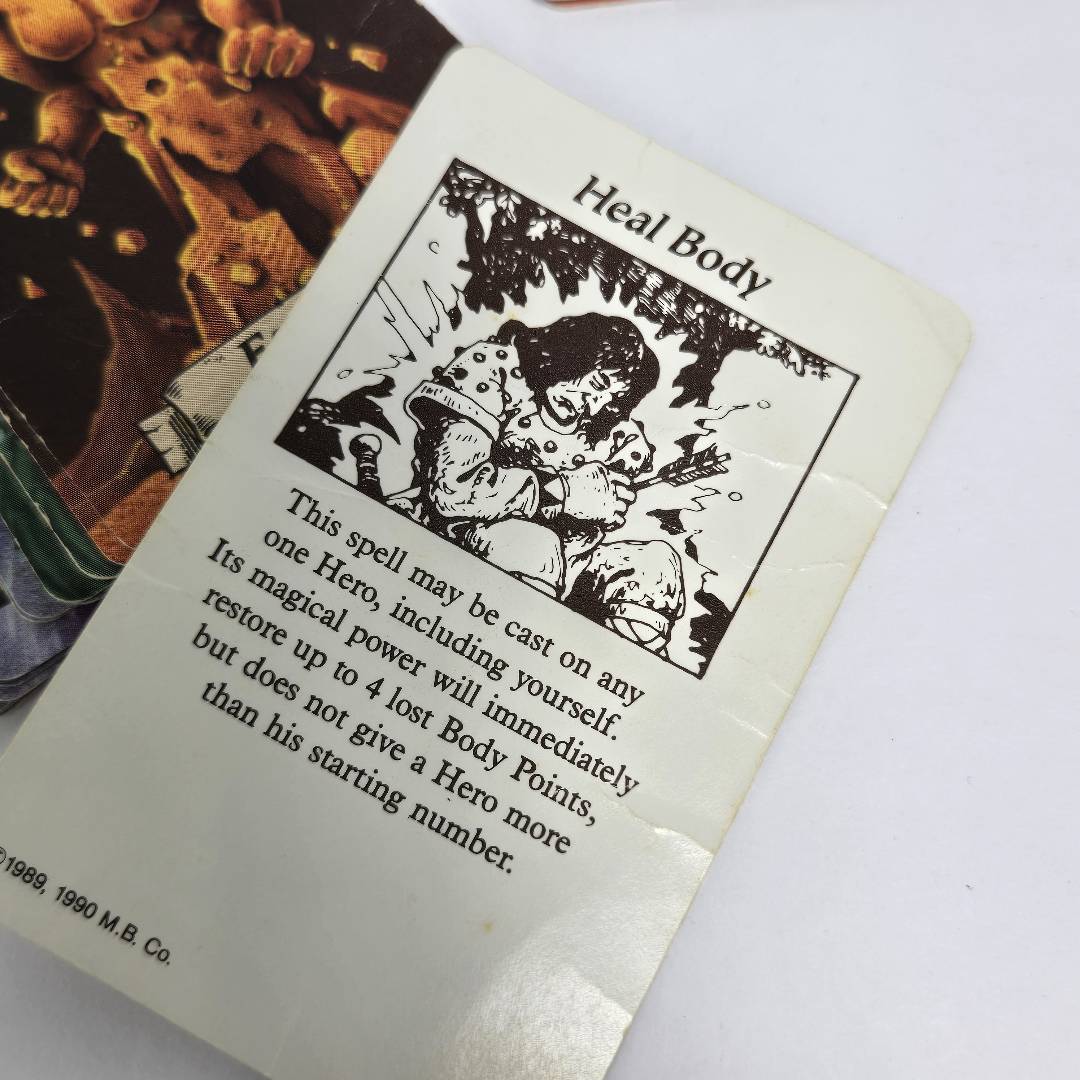 Heal Body
This spell may be cast on any
one Hero, including yourself.
Its magical power will immediately
restore up to 4 lost Body Points,
but does not give a Hero more
than his starting number.
©1989, 1990 M.B. Co.